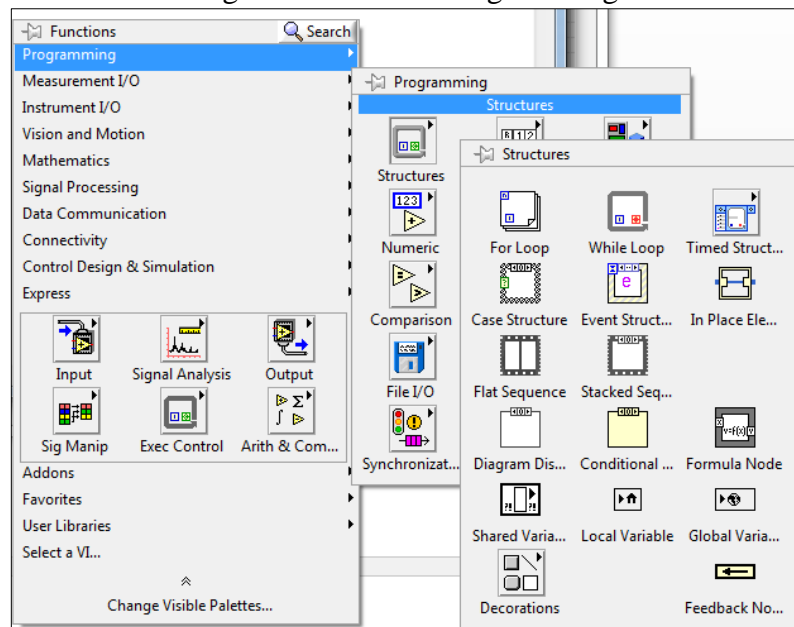 Functions
Search
Programming
Measurement I/O
Instrument I/O
Vision and Motion
Mathematics
Signal Processing
Data Communication
Connectivity
Control Design & Simulation
Express
Input Signal Analysis Output
Sig Manip Exec Control Arith & Com...
Addons
Favorites
User Libraries
Select a VI...
Change Visible Palettes...
Programming
Structures
Structures
Numeric
Comparison
File I/O
Synchronizat...
Structures
For Loop While Loop Timed Struct...
Case Structure Event Struct... In Place Ele...
Flat Sequence Stacked Seq...
Diagram Dis... Conditional ... Formula Node
Shared Varia... Local Variable Global Varia...
Decorations Feedback No...